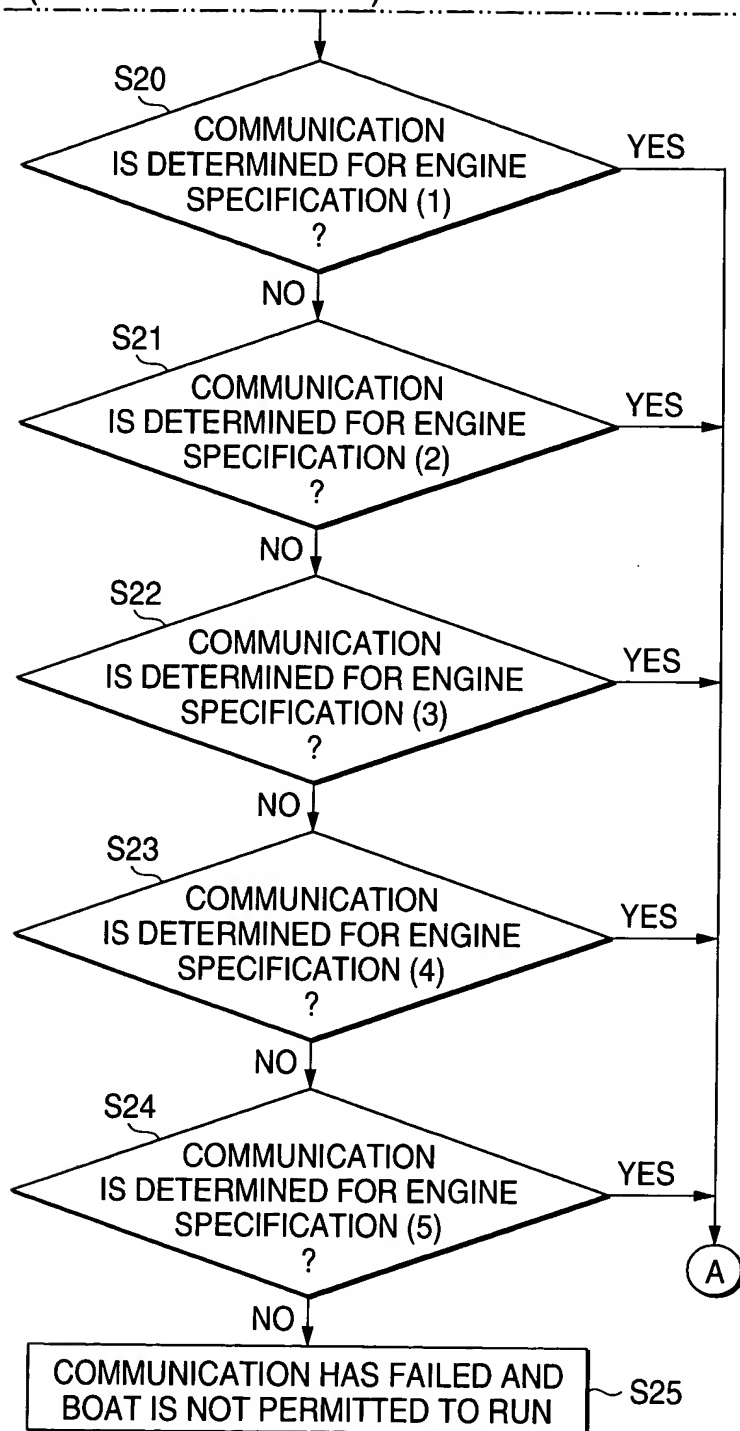 S20
COMMUNICATION
IS DETERMINED FOR ENGINE
SPECIFICATION (1)
?
YES
NO
S21
COMMUNICATION
IS DETERMINED FOR ENGINE
SPECIFICATION (2)
?
YES
NO
S22
COMMUNICATION
IS DETERMINED FOR ENGINE
SPECIFICATION (3)
?
YES
NO
S23
COMMUNICATION
IS DETERMINED FOR ENGINE
SPECIFICATION (4)
?
YES
NO
S24
COMMUNICATION
IS DETERMINED FOR ENGINE
SPECIFICATION (5)
?
YES
A
NO
COMMUNICATION HAS FAILED AND
BOAT IS NOT PERMITTED TO RUN
S25